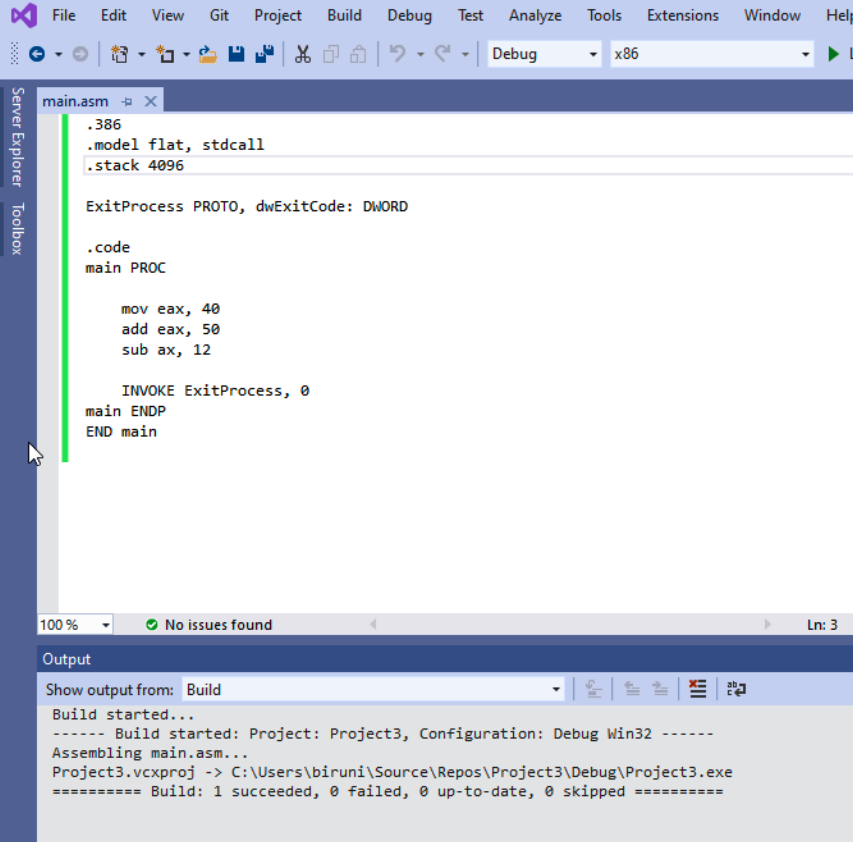 File Edit View Git Project Build Debug Test Analyze Tools Extensions Window Help
Debug x86
Server Explorer
Toolbox
main.asm
.386
.model flat, stdcall
.stack 4096
ExitProcess PROTO, dwExitCode: DWORD
.code
main PROC
mov eax, 40
add eax, 50
sub ax, 12
INVOKE ExitProcess, 0
main ENDP
END main
100 % No issues found Ln: 3
Output
Show output from: Build
Build started...
------ Build started: Project: Project3, Configuration: Debug Win32 ------
Assembling main.asm...
Project3.vcxproj -> C:\Users\biruni\Source\Repos\Project3\Debug\Project3.exe
========== Build: 1 succeeded, 0 failed, 0 up-to-date, 0 skipped ==========